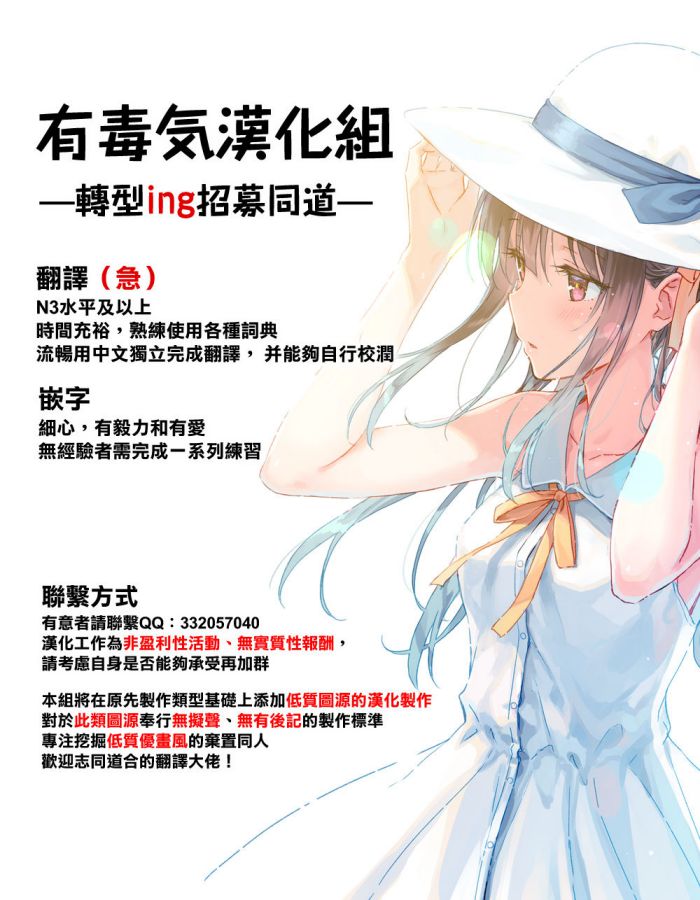 有毒気漢化組
—轉型ing招募同道—
翻譯（急）
N3水平及以上
時間充裕，熟練使用各種詞典
流暢用中文獨立完成翻譯， 并能夠自行校潤
嵌字
細心，有毅力和有愛
無經驗者需完成一系列練習
聯繫方式
有意者請聯繫QQ：332057040
漢化工作為非盈利性活動、無實質性報酬，
請考慮自身是否能夠承受再加群
本組將在原先製作類型基礎上添加低質圖源的漢化製作
對於此類圖源奉行無擬聲、無有後記的製作標準
專注挖掘低質優畫風的棄置同人
歡迎志同道合的翻譯大佬！